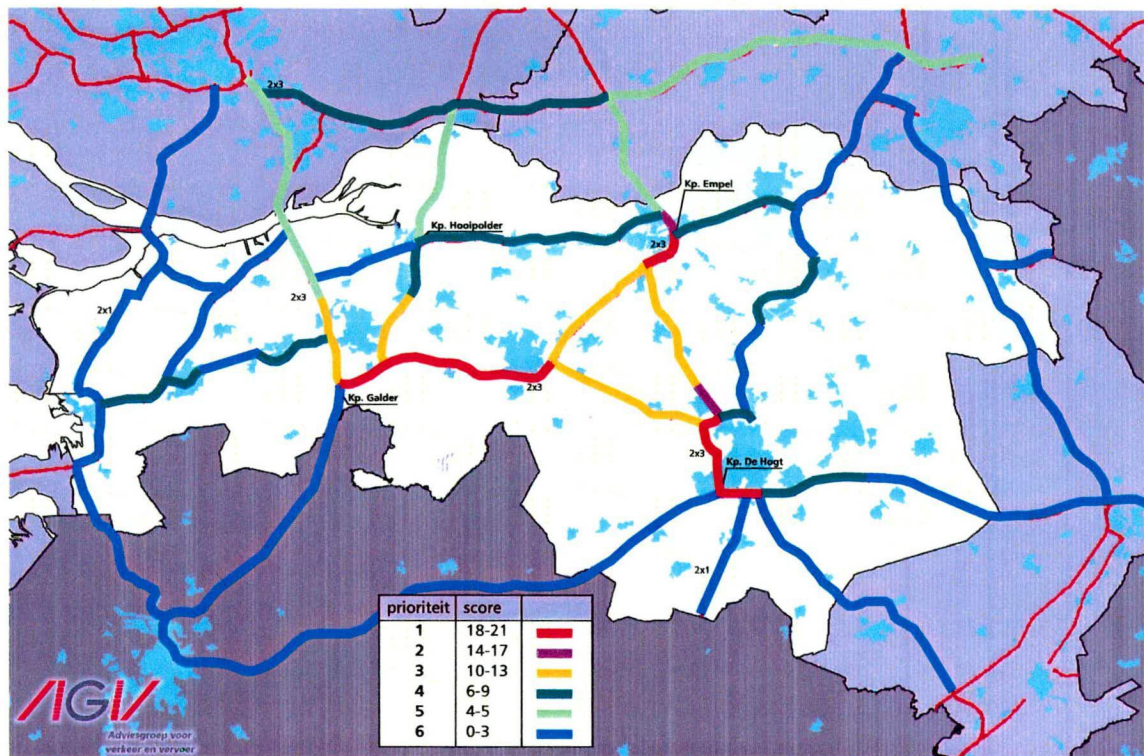 2x3
Kp. Empel
Kp. Hooipolder
2x3
2x3
2x1
2x3
Kp. Galder
2x3
Kp. De Hogt
2x1
prioriteit score
1 18-21
2 14-17
3 10-13
4 6-9
5 4-5
6 0-3
AGV
Adviesgroep voor
verkeer en vervoer